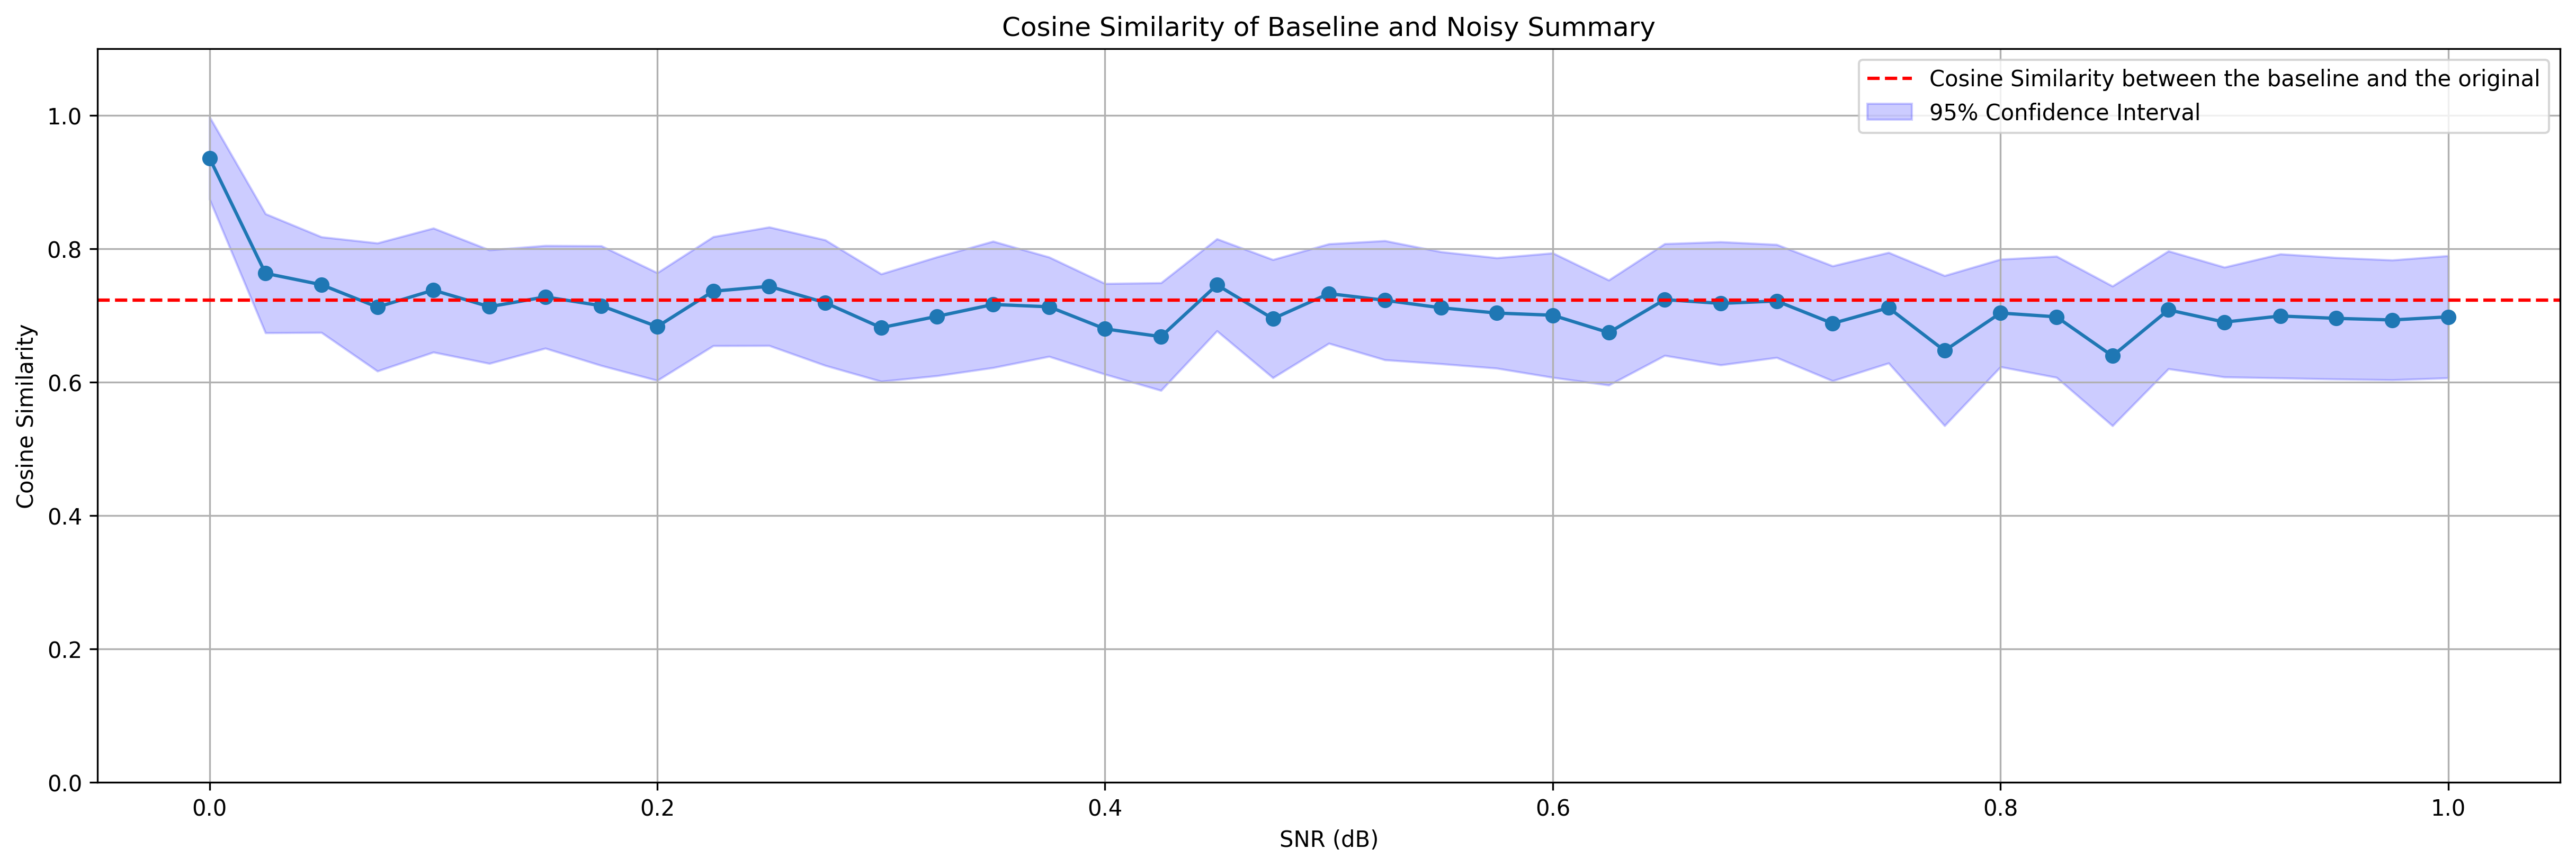 Cosine Similarity of Baseline and Noisy Summary
Cosine Similarity between the baseline and the original
95% Confidence Interval
Cosine Similarity
1.0
0.8
0.6
0.4
0.2
0.0
0.0 0.2 0.4 0.6 0.8 1.0
SNR (dB)